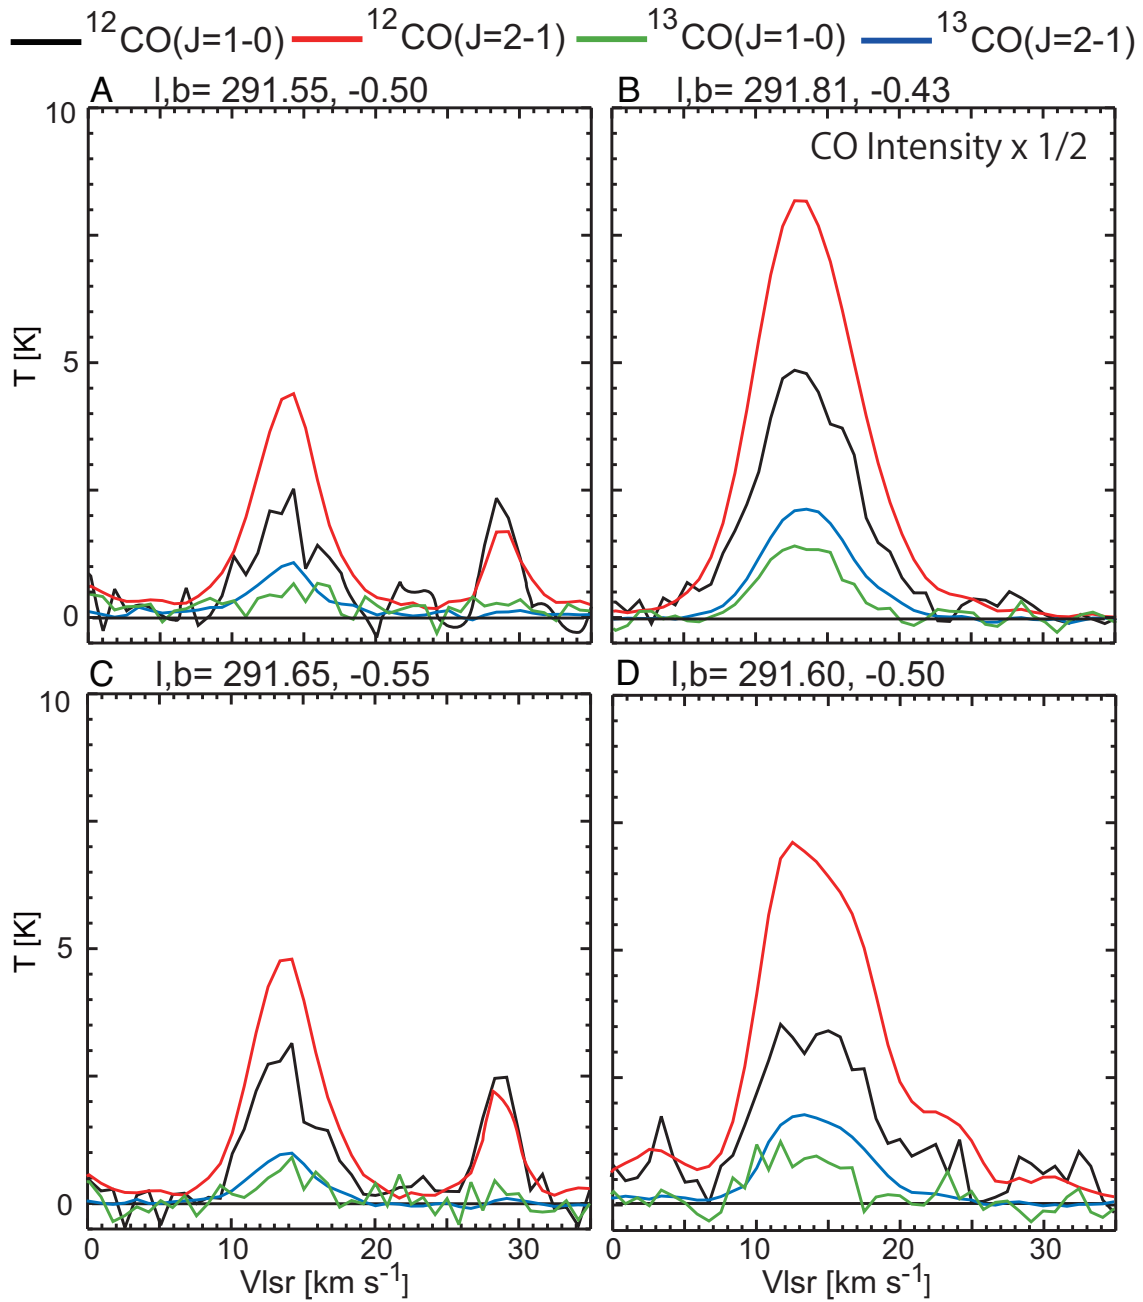 ¹²CO(J=1-0) ¹²CO(J=2-1) ¹³CO(J=1-0) ¹³CO(J=2-1)
A l,b= 291.55, -0.50
B l,b= 291.81, -0.43
CO Intensity x 1/2
10
5
0
T [K]
C l,b= 291.65, -0.55
D l,b= 291.60, -0.50
10
5
0
T [K]
0 10 20 30
0 10 20 30
Vlsr [km s⁻¹]
Vlsr [km s⁻¹]